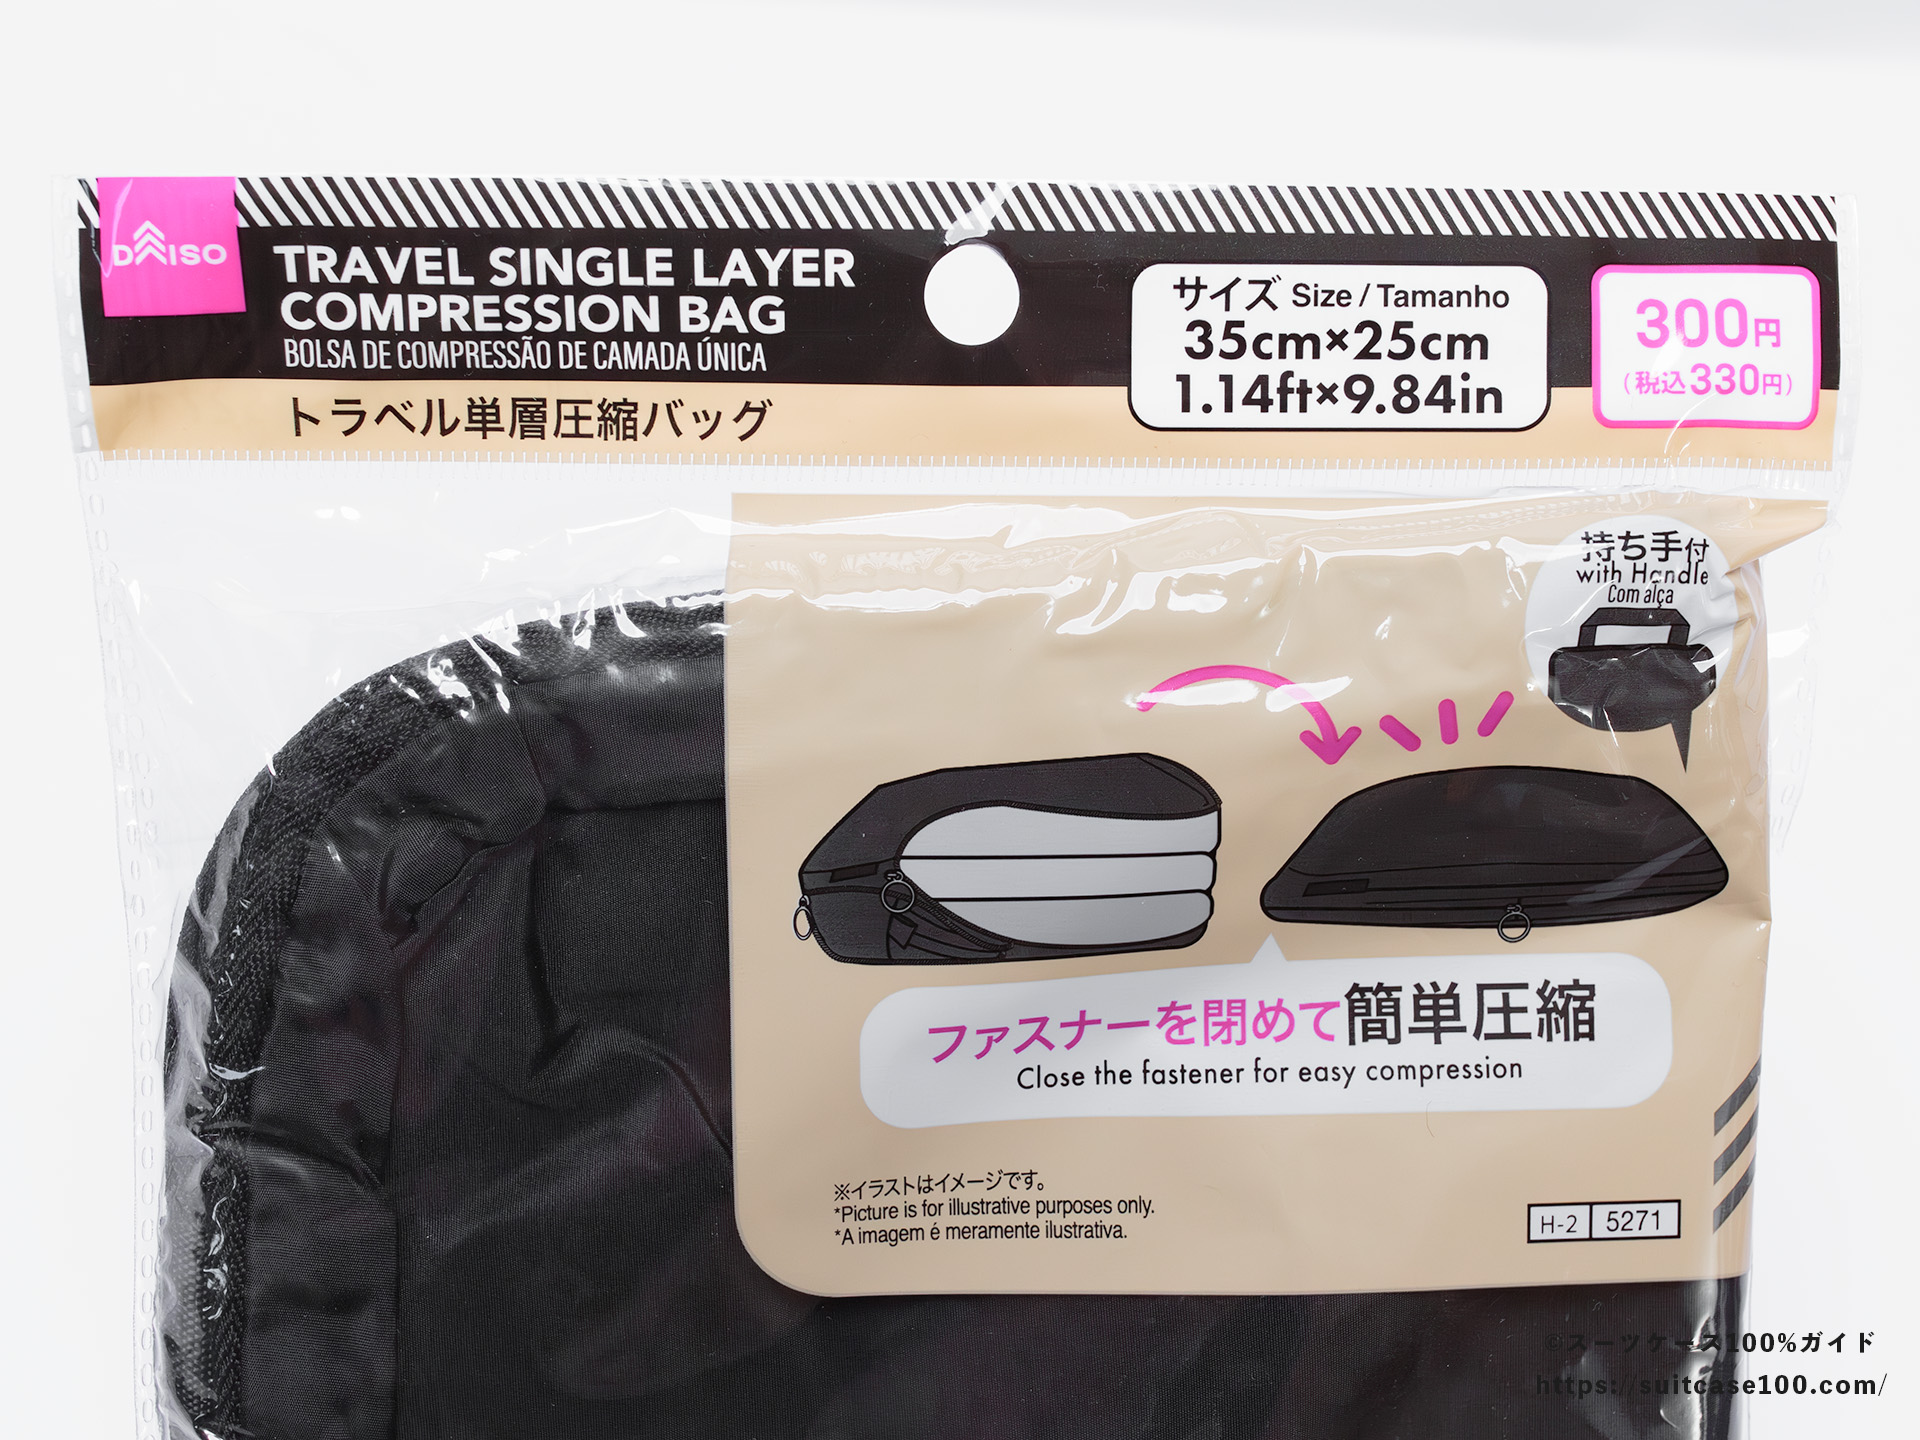 DAISO
TRAVEL SINGLE LAYER
COMPRESSION BAG
BOLSA DE COMPRESSÃO DE CAMADA ÚNICA
トラベル単層圧縮バッグ
サイズ Size / Tamanho
35cm×25cm
1.14ft×9.84in
300円
(税込330円)
持ち手付
with Handle
Com alça
ファスナーを閉めて簡単圧縮
Close the fastener for easy compression
※イラストはイメージです。
*Picture is for illustrative purposes only.
*A imagem é meramente ilustrativa.
H-2 5271
©スーツケース100%ガイド
https://suitcase100.com/